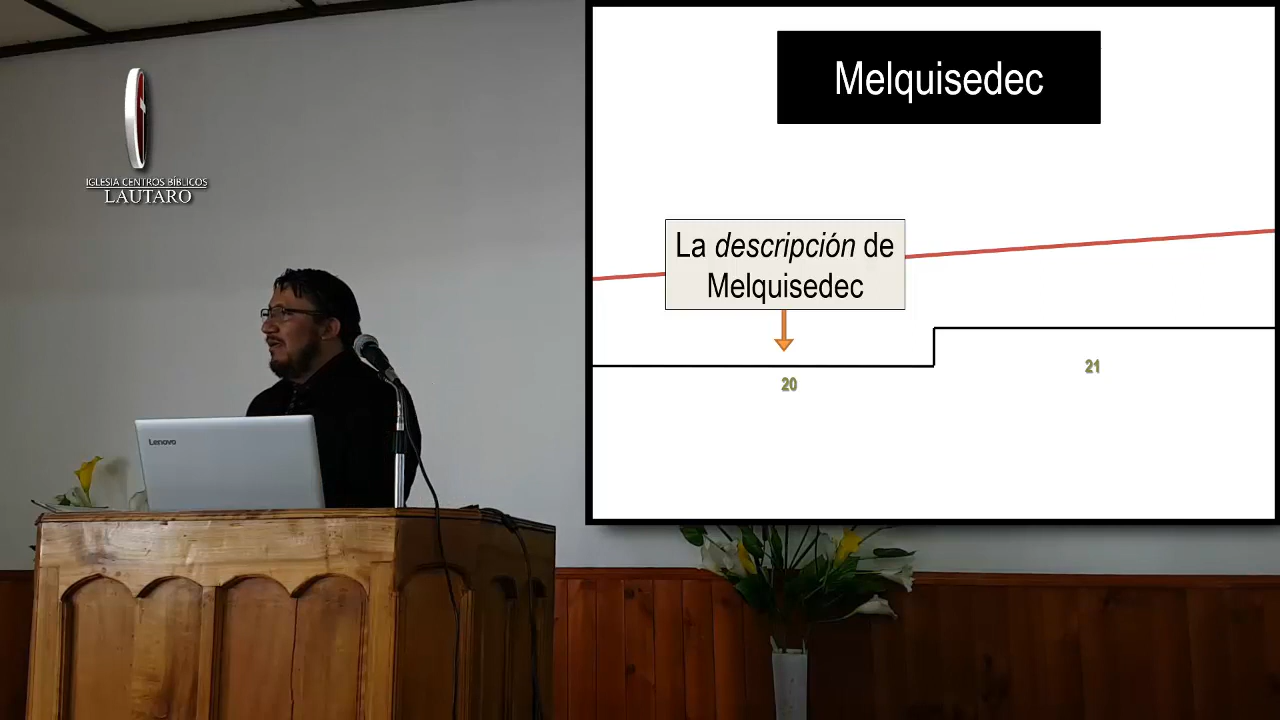 IGLESIA CENTROS BÍBLICOS
LAUTARO
Lenovo
Melquisedec
La descripción de
Melquisedec
20
21